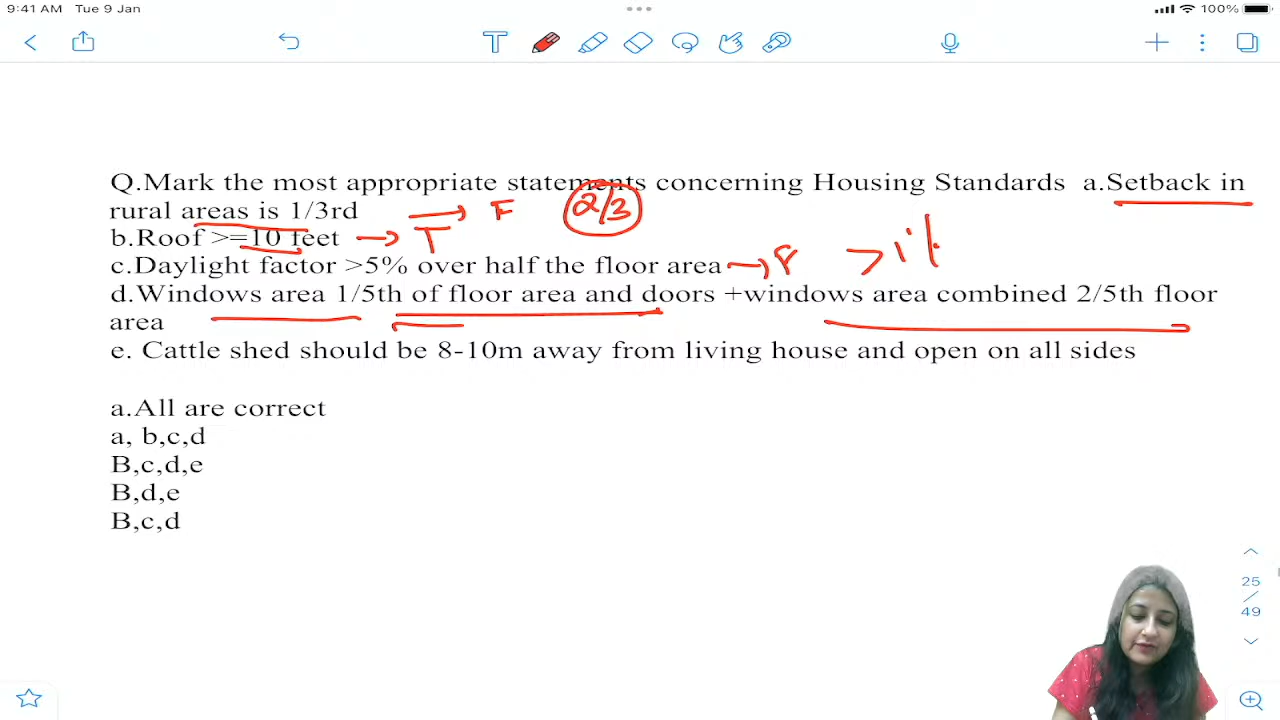 9:41 AM Tue 9 Jan
100%
Q.Mark the most appropriate statements concerning Housing Standards a.Setback in
rural areas is 1/3rd → F 2/3
b.Roof >=10 feet → T
c.Daylight factor >5% over half the floor area → > 1%
d.Windows area 1/5th of floor area and doors +windows area combined 2/5th floor
area
e. Cattle shed should be 8-10m away from living house and open on all sides
a.All are correct
a, b,c,d
B,c,d,e
B,d,e
B,c,d
25
/
49